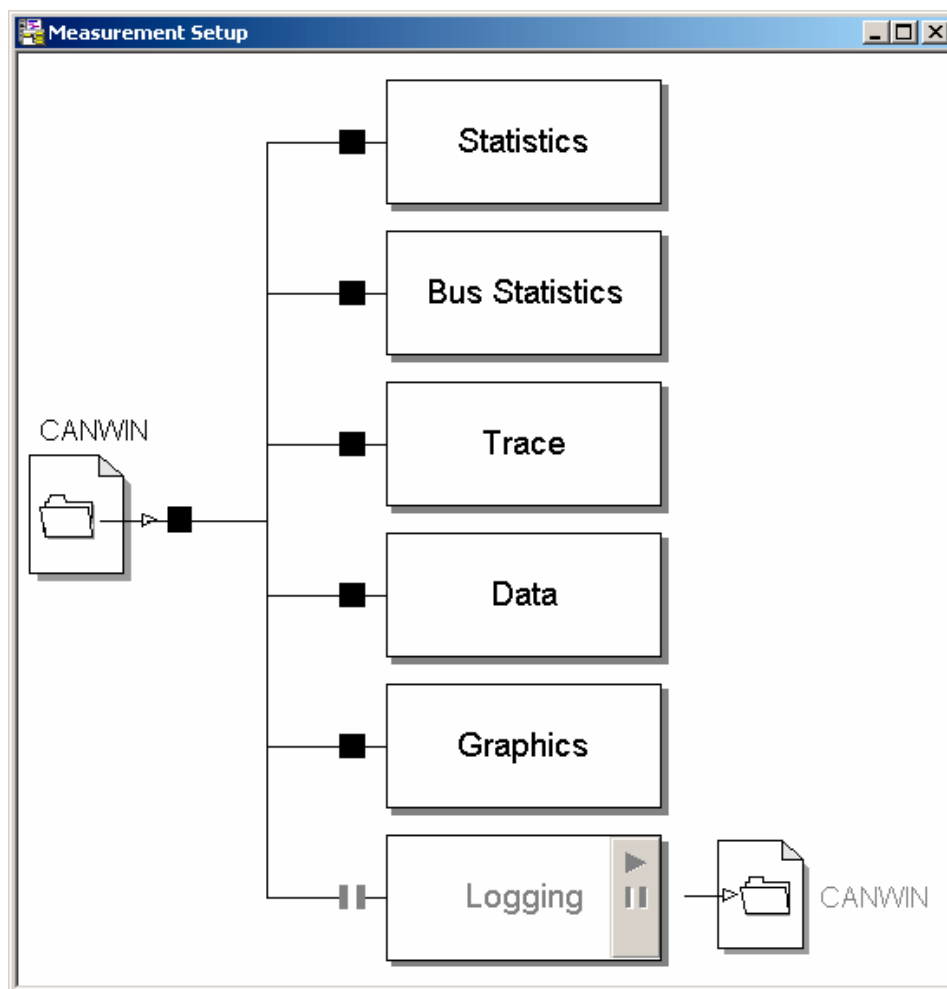 Measurement Setup
Statistics
Bus Statistics
Trace
CANWIN
Data
Graphics
Logging
CANWIN